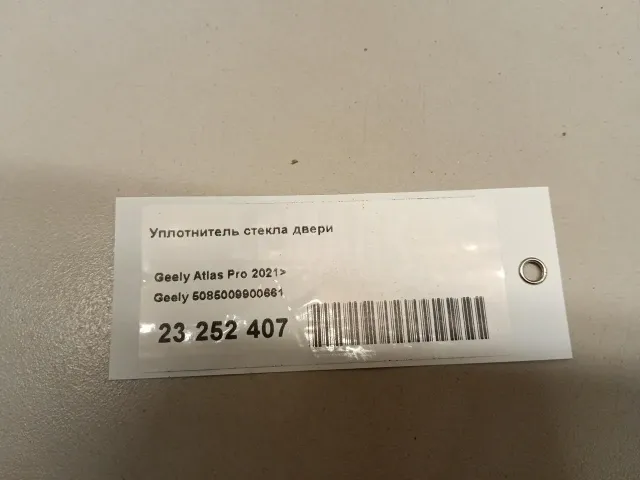 Уплотнитель стекла двери
Geely Atlas Pro 2021>
Geely 5085009900661
23 252 407